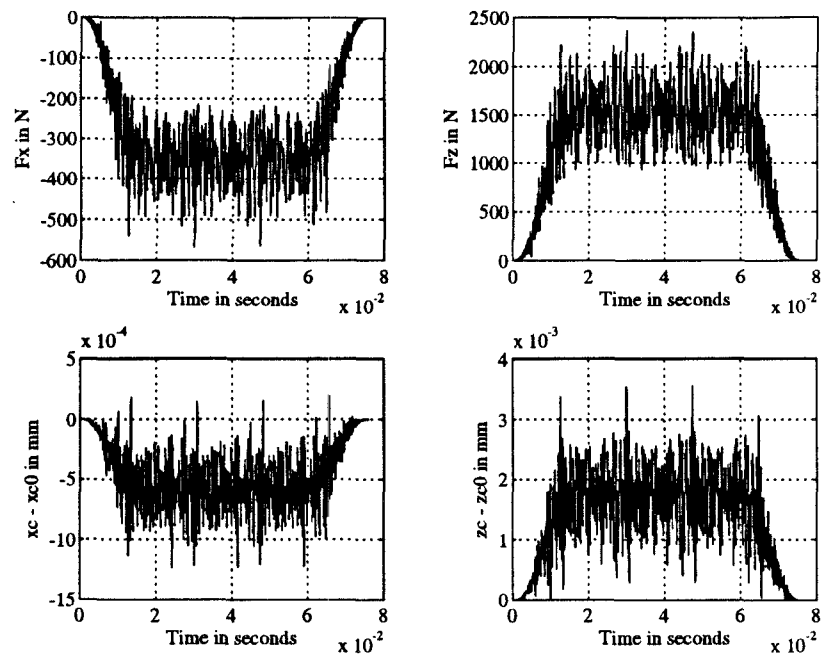 0
-100
-200
-300
-400
-500
-600
Fx in N
0 2 4 6 8
Time in seconds
x 10-2
2500
2000
1500
1000
500
0
Fz in N
0 2 4 6 8
Time in seconds
x 10-2
x 10-4
5
0
-5
-10
-15
xc - xc0 in mm
0 2 4 6 8
Time in seconds
x 10-2
x 10-3
4
3
2
1
0
zc - zc0 in mm
0 2 4 6 8
Time in seconds
x 10-2